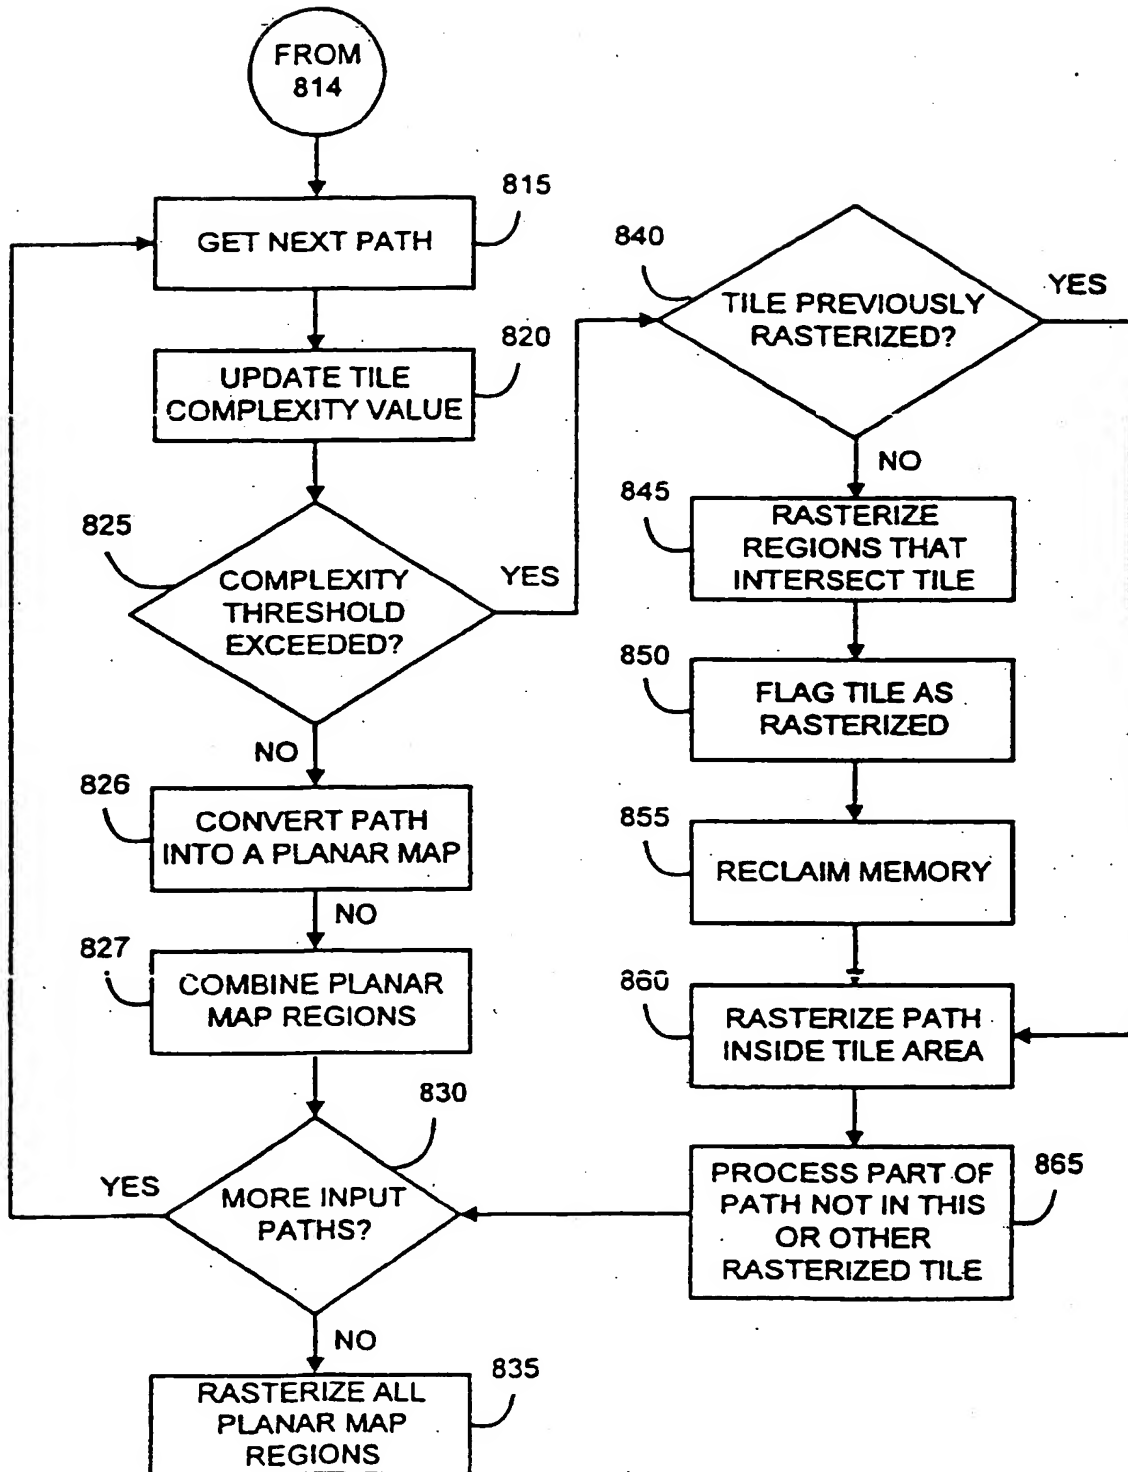 FROM
814
815
GET NEXT PATH
820
UPDATE TILE
COMPLEXITY VALUE
825
COMPLEXITY
THRESHOLD
EXCEEDED?
YES
NO
826
CONVERT PATH
INTO A PLANAR MAP
NO
827
COMBINE PLANAR
MAP REGIONS
830
YES
MORE INPUT
PATHS?
NO
835
RASTERIZE ALL
PLANAR MAP
REGIONS
840
TILE PREVIOUSLY
RASTERIZED?
YES
NO
845
RASTERIZE
REGIONS THAT
INTERSECT TILE
850
FLAG TILE AS
RASTERIZED
855
RECLAIM MEMORY
860
RASTERIZE PATH
INSIDE TILE AREA
865
PROCESS PART OF
PATH NOT IN THIS
OR OTHER
RASTERIZED TILE